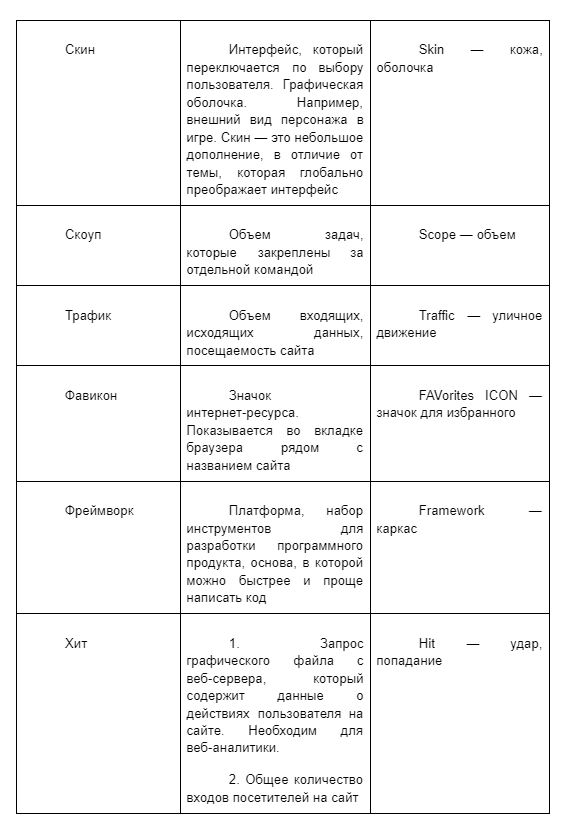 Скин
Интерфейс, который
переключается по выбору
пользователя. Графическая
оболочка. Например,
внешний вид персонажа в
игре. Скин — это небольшое
дополнение, в отличие от
темы, которая глобально
преображает интерфейс
Skin — кожа,
оболочка
Скоуп
Объем задач,
которые закреплены за
отдельной командой
Scope — объем
Трафик
Объем входящих,
исходящих данных,
посещаемость сайта
Traffic — уличное
движение
Фавикон
Значок
интернет-ресурса.
Показывается во вкладке
браузера рядом с
названием сайта
FAVorites ICON —
значок для избранного
Фреймворк
Платформа, набор
инструментов для
разработки программного
продукта, основа, в которой
можно быстрее и проще
написать код
Framework —
каркас
Хит
1. Запрос
графического файла с
веб-сервера, который
содержит данные о
действиях пользователя на
сайте. Необходим для
веб-аналитики.
2. Общее количество
входов посетителей на сайт
Hit — удар,
попадание